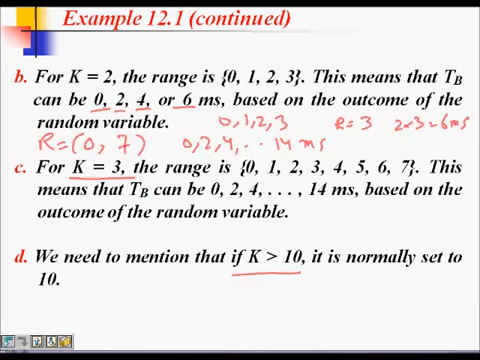 Example 12.1 (continued)
b. For K = 2, the range is {0, 1, 2, 3}. This means that TB
can be 0, 2, 4, or 6 ms, based on the outcome of the
random variable. 0, 1, 2, 3 R = 3 2×3=6ms
R=(0, 7) 0,2,4,..14 ms
c. For K = 3, the range is {0, 1, 2, 3, 4, 5, 6, 7}. This
means that TB can be 0, 2, 4, . . . , 14 ms, based on the
outcome of the random variable.
d. We need to mention that if K > 10, it is normally set to
10.